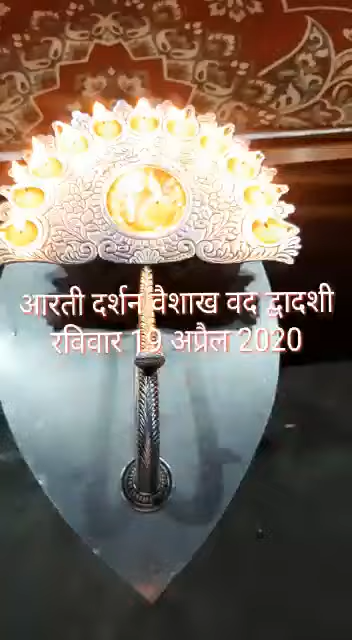 आरती दर्शन वैशाख वद द्वादशी
रविवार 19 अप्रैल 2020